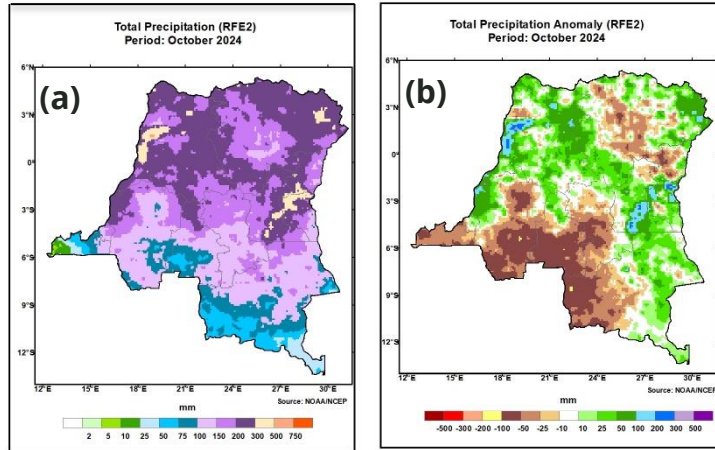 Total Precipitation (RFE2)
Period: October 2024
(a)
6°N
3°N
0°
3°S
6°S
9°S
12°S
12°E 15°E 18°E 21°E 24°E 27°E 30°E
Source: NOAA/NCEP
mm
2 5 10 25 50 75 100 150 200 300 500 750
Total Precipitation Anomaly (RFE2)
Period: October 2024
(b)
6°N
3°N
0°
3°S
6°S
9°S
12°S
12°E 15°E 18°E 21°E 24°E 27°E 30°E
Source: NOAA/NCEP
mm
-500 -300 -200 -100 -50 -25 -10 10 25 50 100 200 300 500